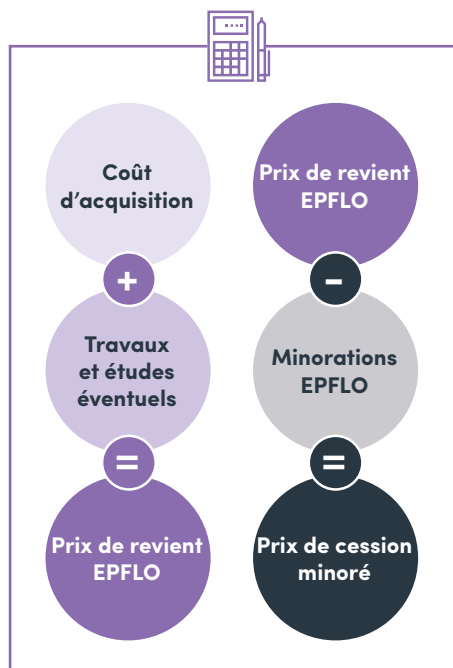 Coût
d'acquisition
+
Travaux
et études
éventuels
=
Prix de revient
EPFLO
Prix de revient
EPFLO
-
Minorations
EPFLO
=
Prix de cession
minoré